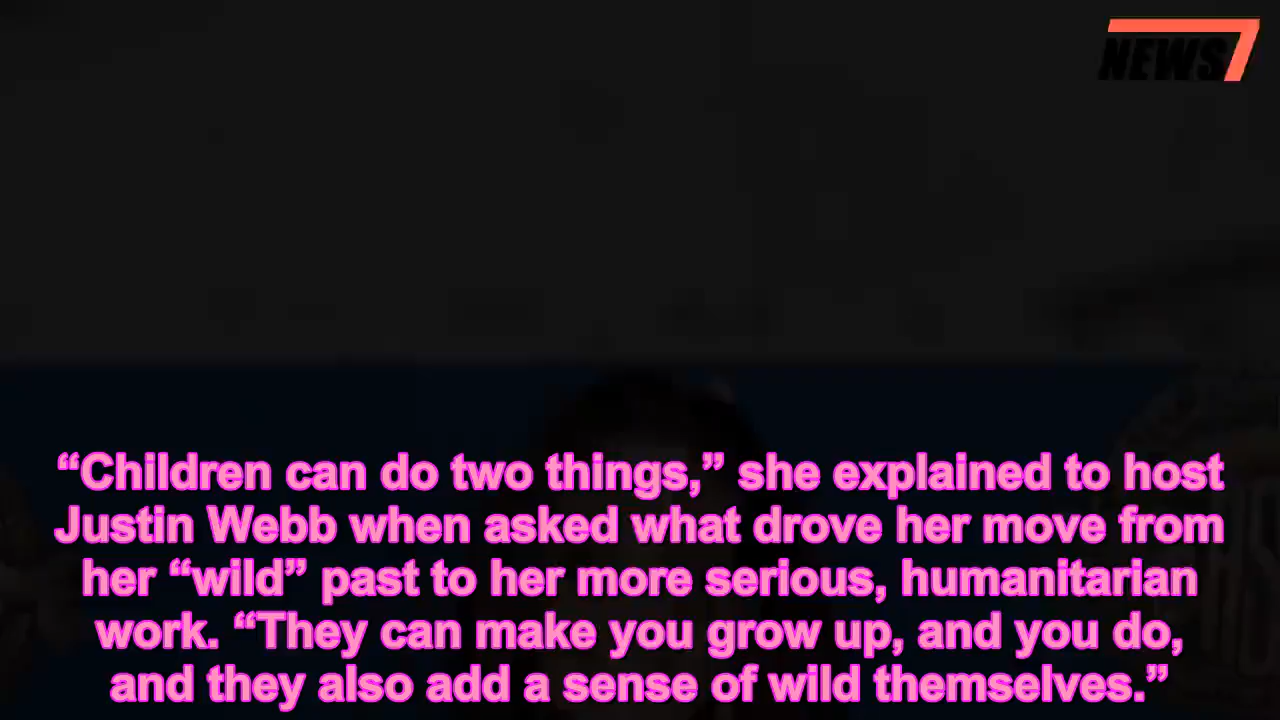 NEWS7
“Children can do two things,” she explained to host
Justin Webb when asked what drove her move from
her “wild” past to her more serious, humanitarian
work. “They can make you grow up, and you do,
and they also add a sense of wild themselves.”